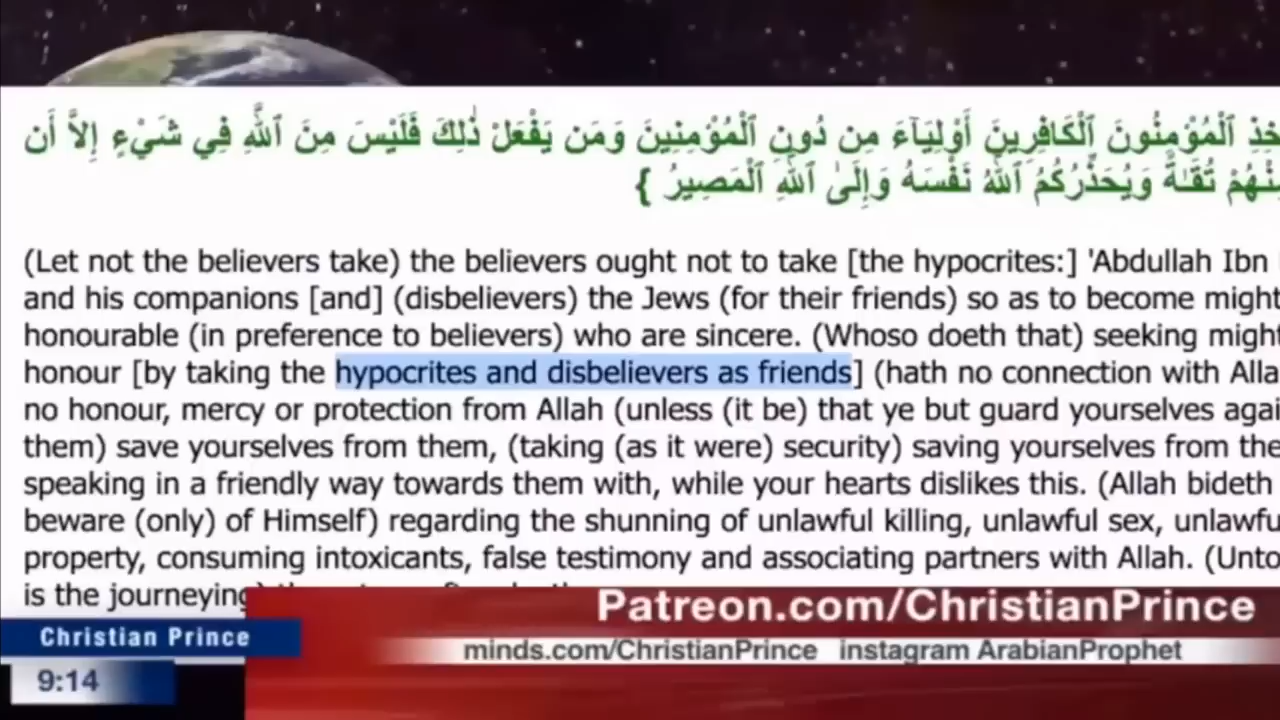 ـخِذِ ٱلْمُؤْمِنُونَ ٱلْكَافِرِينَ أَوْلِيَآءَ مِن دُونِ ٱلْمُؤْمِنِينَ وَمَن يَفْعَلْ ذٰلِكَ فَلَيْسَ مِنَ ٱللَّهِ فِي شَيْءٍ إِلاَّ أَن
مِنْهُمْ تُقَـٰةً وَيُحَذِّرُكُمُ ٱللَّهُ نَفْسَهُ وَإِلَىٰ ٱللَّهِ ٱلْمَصِيرُ }
(Let not the believers take) the believers ought not to take [the hypocrites:] 'Abdullah Ibn
and his companions [and] (disbelievers) the Jews (for their friends) so as to become might
honourable (in preference to believers) who are sincere. (Whoso doeth that) seeking might
honour [by taking the hypocrites and disbelievers as friends] (hath no connection with Alla
no honour, mercy or protection from Allah (unless (it be) that ye but guard yourselves agai
them) save yourselves from them, (taking (as it were) security) saving yourselves from the
speaking in a friendly way towards them with, while your hearts dislikes this. (Allah bideth
beware (only) of Himself) regarding the shunning of unlawful killing, unlawful sex, unlawfu
property, consuming intoxicants, false testimony and associating partners with Allah. (Unto
is the journeying)
Patreon.com/ChristianPrince
Christian Prince
minds.com/ChristianPrince instagram ArabianProphet
9:14